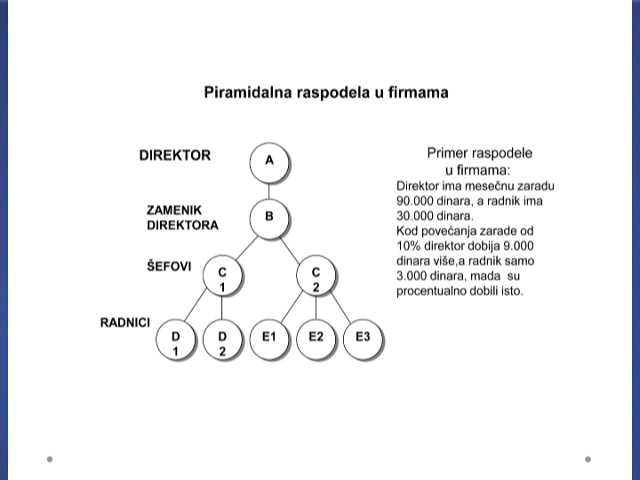 Piramidalna raspodela u firmama
DIREKTOR
A
ZAMENIK
DIREKTORA
B
ŠEFOVI
C
1
C
2
RADNICI
D
1
D
2
E1
E2
E3
Primer raspodele
u firmama:
Direktor ima mesečnu zaradu
90.000 dinara, a radnik ima
30.000 dinara.
Kod povećanja zarade od
10% direktor dobija 9.000
dinara više,a radnik samo
3.000 dinara, mada su
procentualno dobili isto.